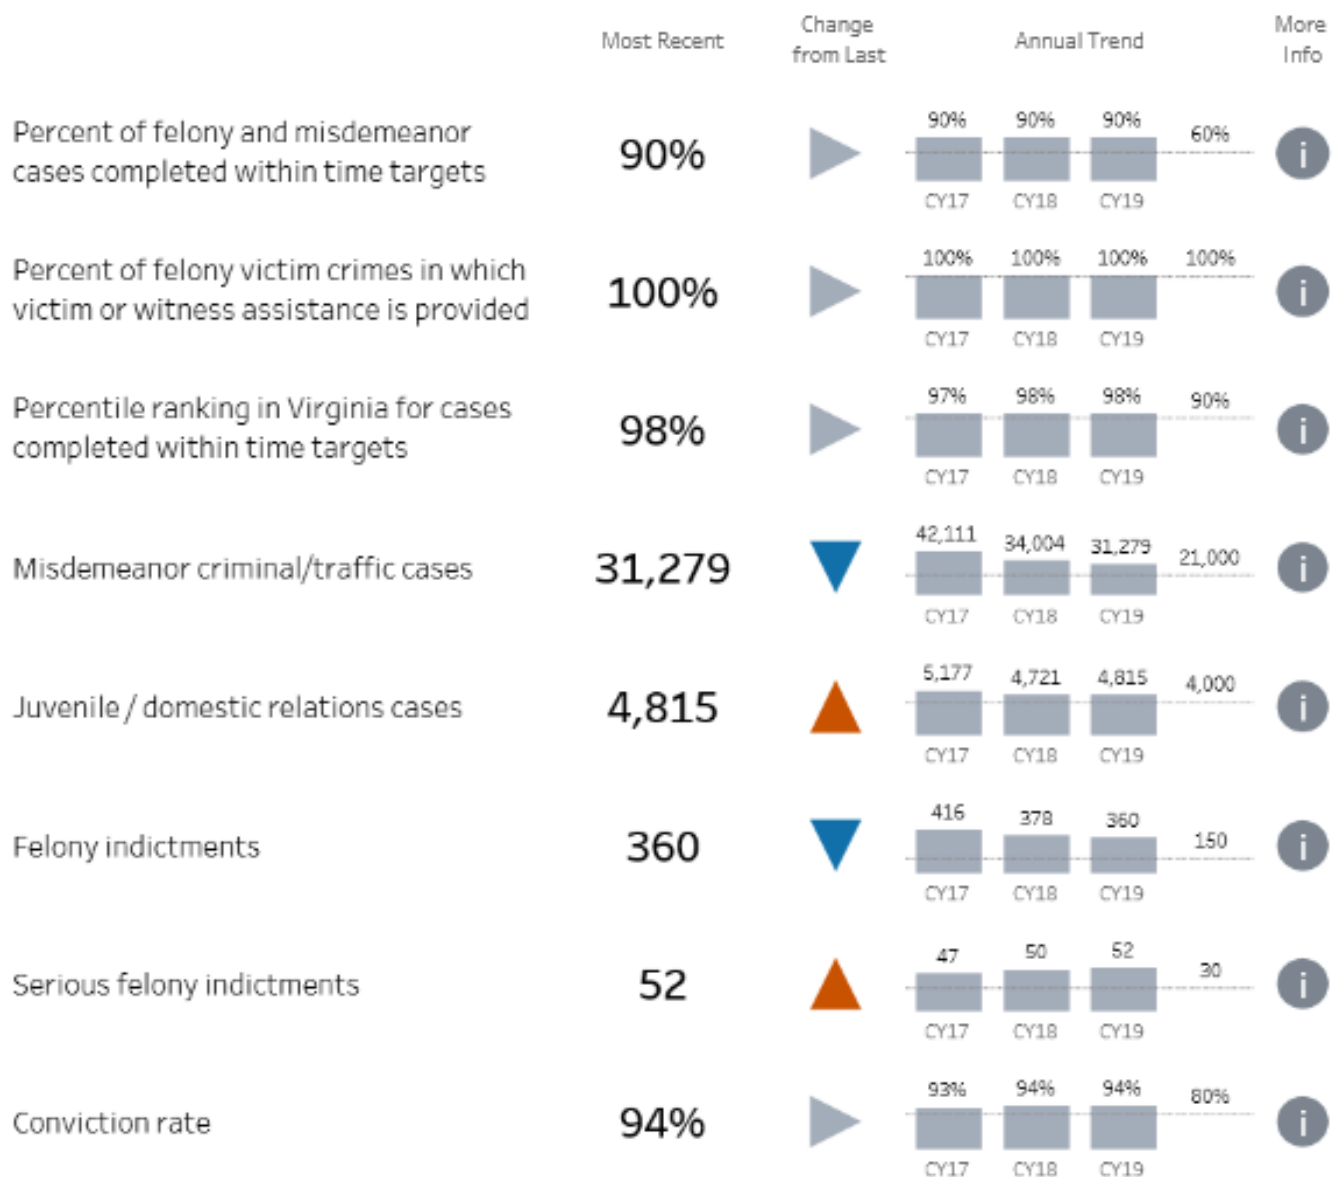 Most Recent
Change
from Last
Annual Trend
More
Info
Percent of felony and misdemeanor
cases completed within time targets
90%
90% 90% 90% 60%
CY17 CY18 CY19
i
Percent of felony victim crimes in which
victim or witness assistance is provided
100%
100% 100% 100% 100%
CY17 CY18 CY19
i
Percentile ranking in Virginia for cases
completed within time targets
98%
97% 98% 98% 90%
CY17 CY18 CY19
i
Misdemeanor criminal/traffic cases
31,279
42,111 34,004 31,279 21,000
CY17 CY18 CY19
i
Juvenile / domestic relations cases
4,815
5,177 4,721 4,815 4,000
CY17 CY18 CY19
i
Felony indictments
360
416 378 360 150
CY17 CY18 CY19
i
Serious felony indictments
52
47 50 52 30
CY17 CY18 CY19
i
Conviction rate
94%
93% 94% 94% 80%
CY17 CY18 CY19
i